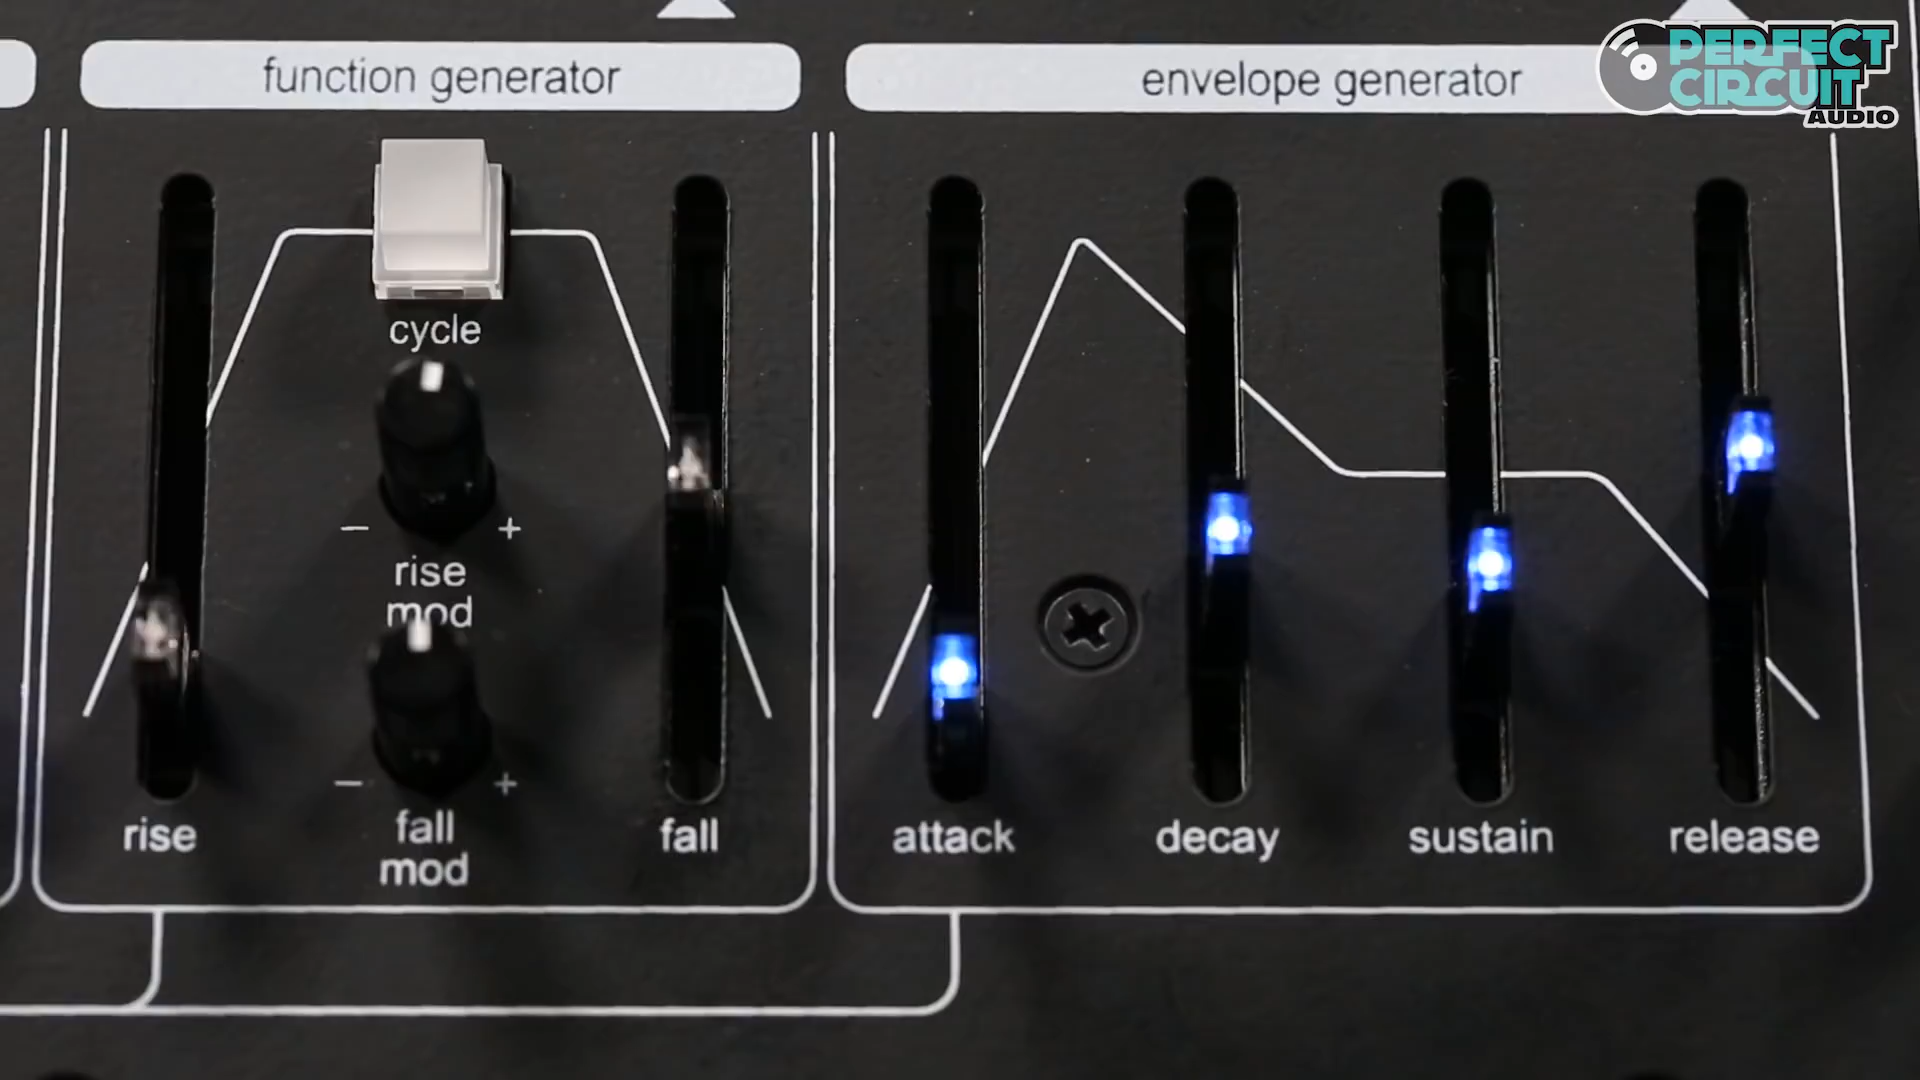 function generator
envelope generator
PERFECT
CIRCUIT
AUDIO
cycle
− +
rise
mod
− +
rise
fall
mod
fall
attack
decay
sustain
release